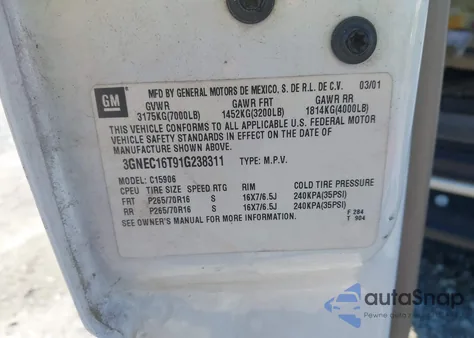 GM
MFD BY GENERAL MOTORS DE MEXICO, S. DE R.L. DE C.V. 03/01
GVWR GAWR FRT GAWR RR
3175KG(7000LB) 1452KG(3200LB) 1814KG(4000LB)
THIS VEHICLE CONFORMS TO ALL APPLICABLE U.S. FEDERAL MOTOR
VEHICLE SAFETY STANDARDS IN EFFECT ON THE DATE OF
MANUFACTURE SHOWN ABOVE.
3GNEC16T91G238311 TYPE: M.P.V.
MODEL: C15906
CPEU TIRE SIZE SPEED RTG RIM COLD TIRE PRESSURE
FRT P265/70R16 S 16X7/6.5J 240KPA(35PSI)
RR P265/70R16 S 16X7/6.5J 240KPA(35PSI)
SEE OWNER'S MANUAL FOR MORE INFORMATION.
F 284
T 904
autoSnap
Pewne auta z